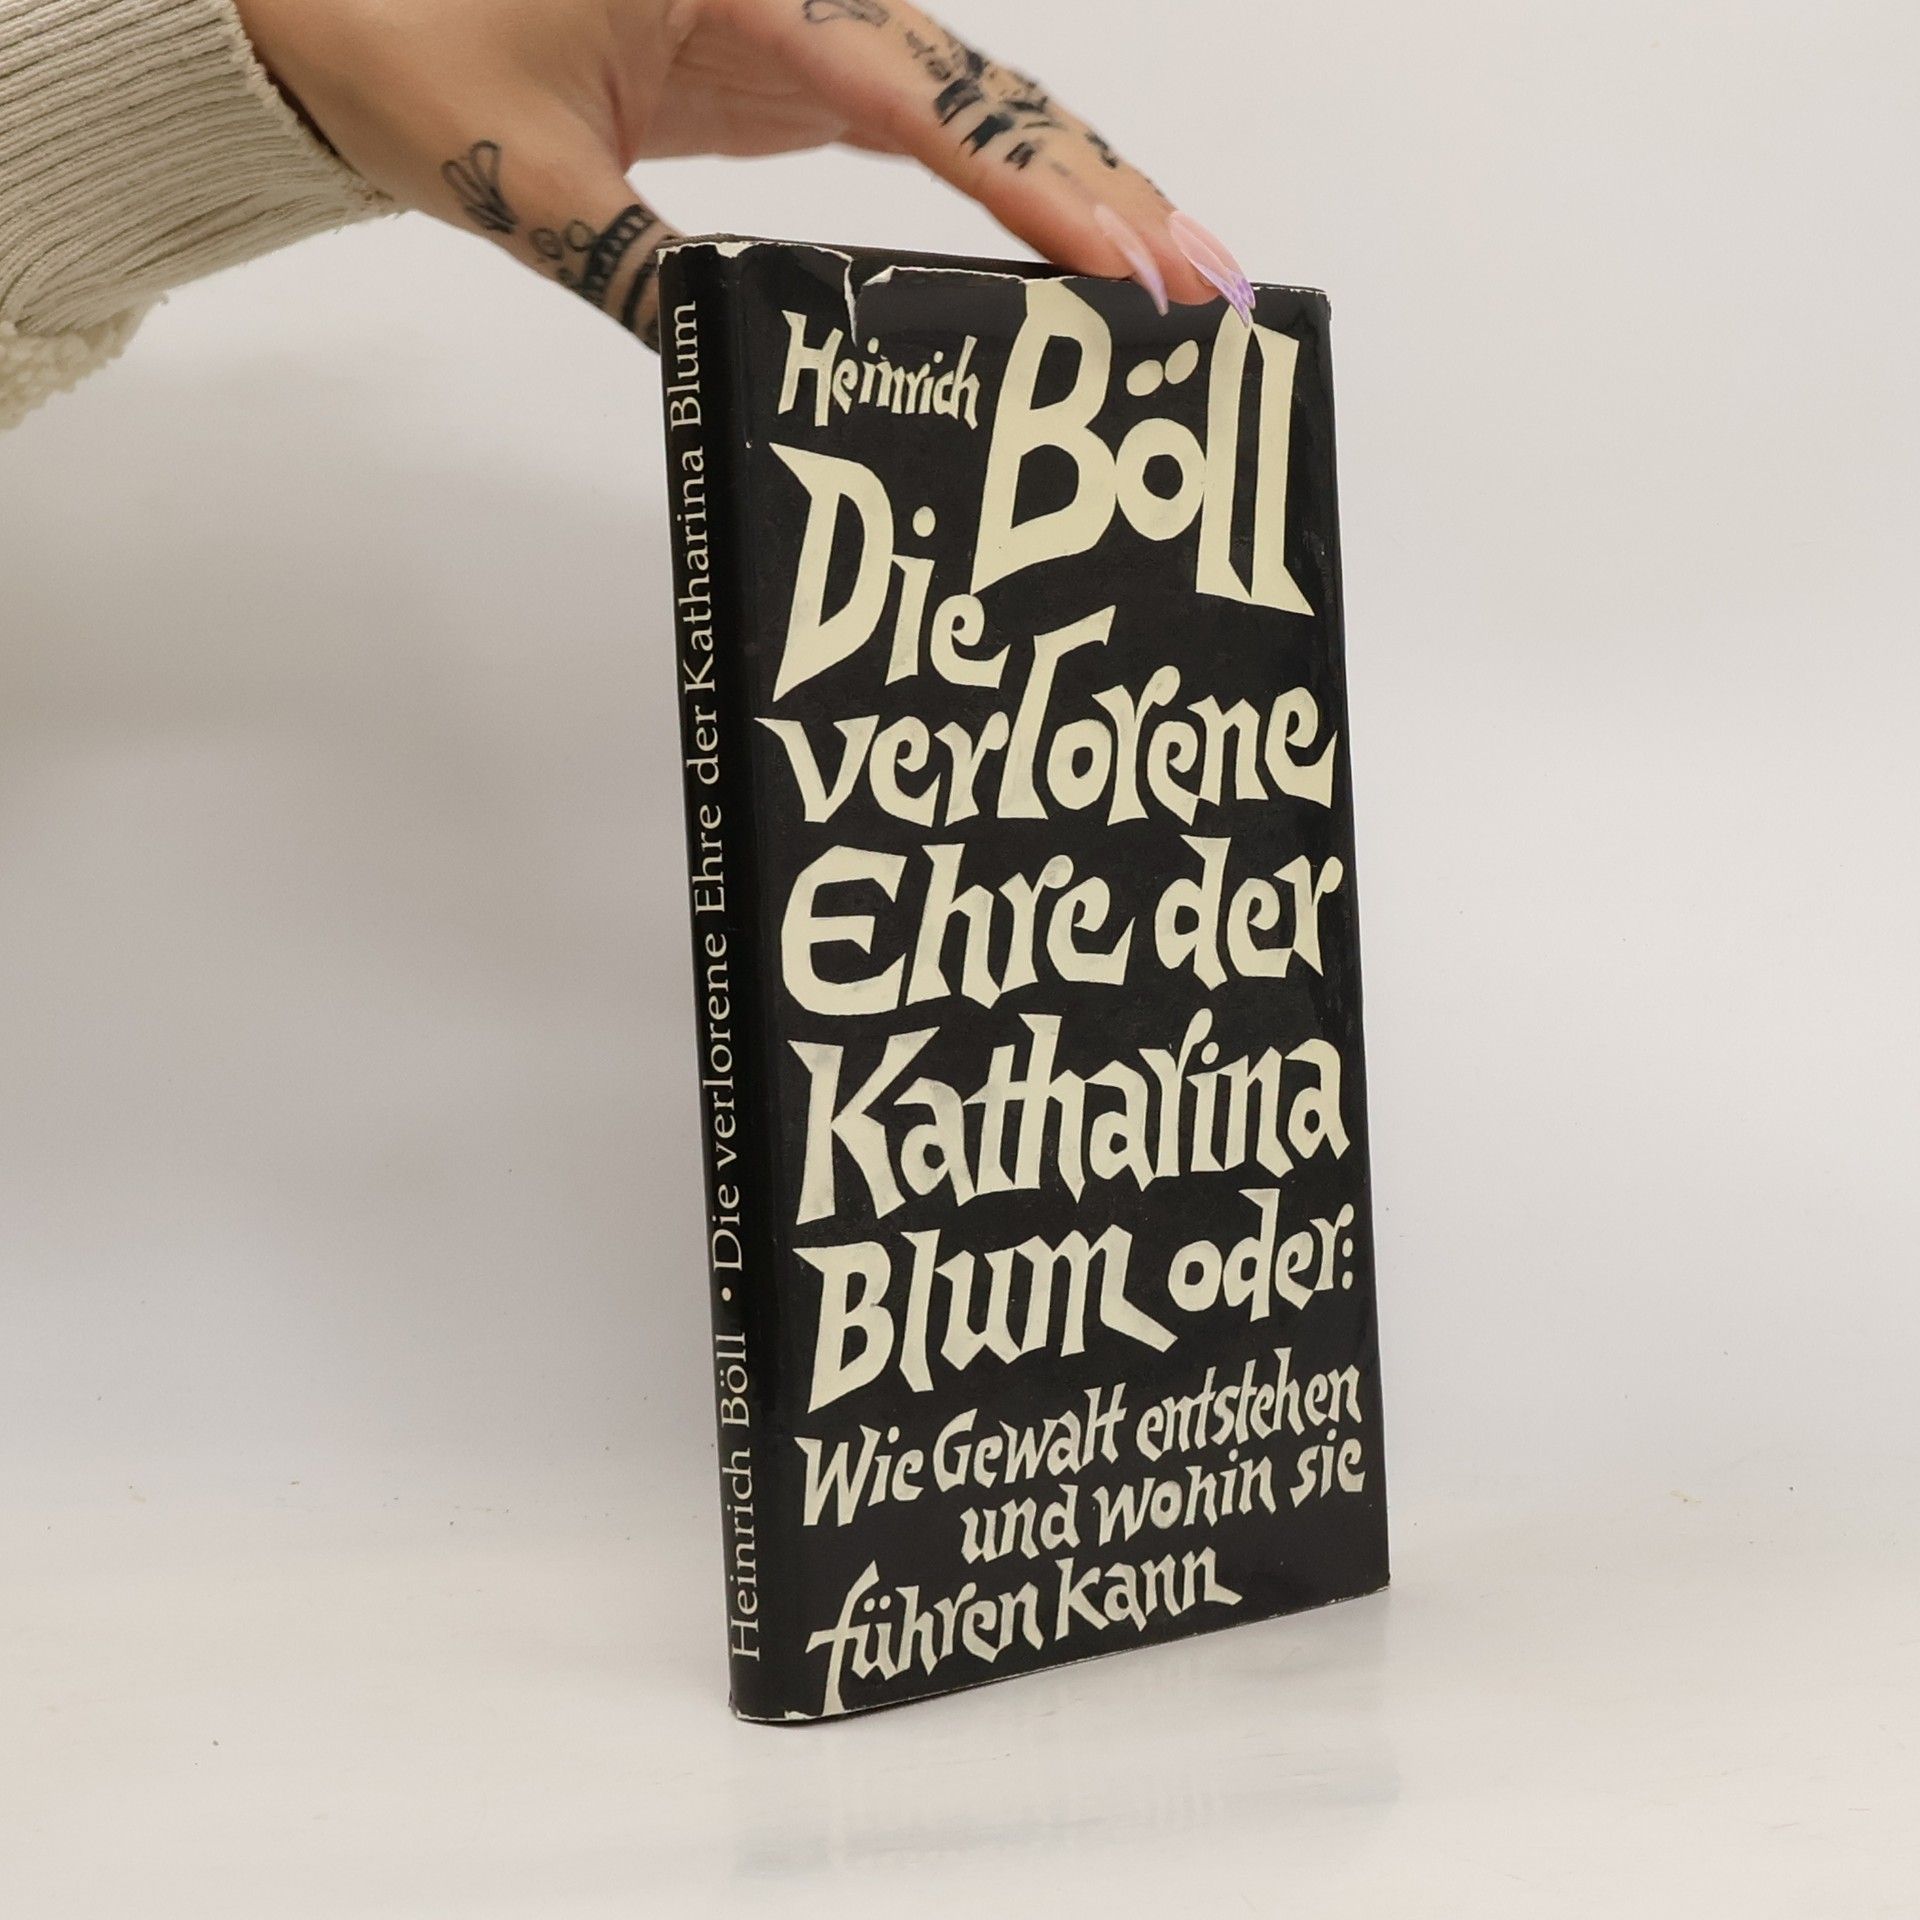 Heinrich Böll
Die
verlorene
Ehre der
Katharina
Blum oder:
Wie Gewalt entstehen
und wohin sie
führen kann
Heinrich Böll · Die verlorene Ehre der Katharina Blum